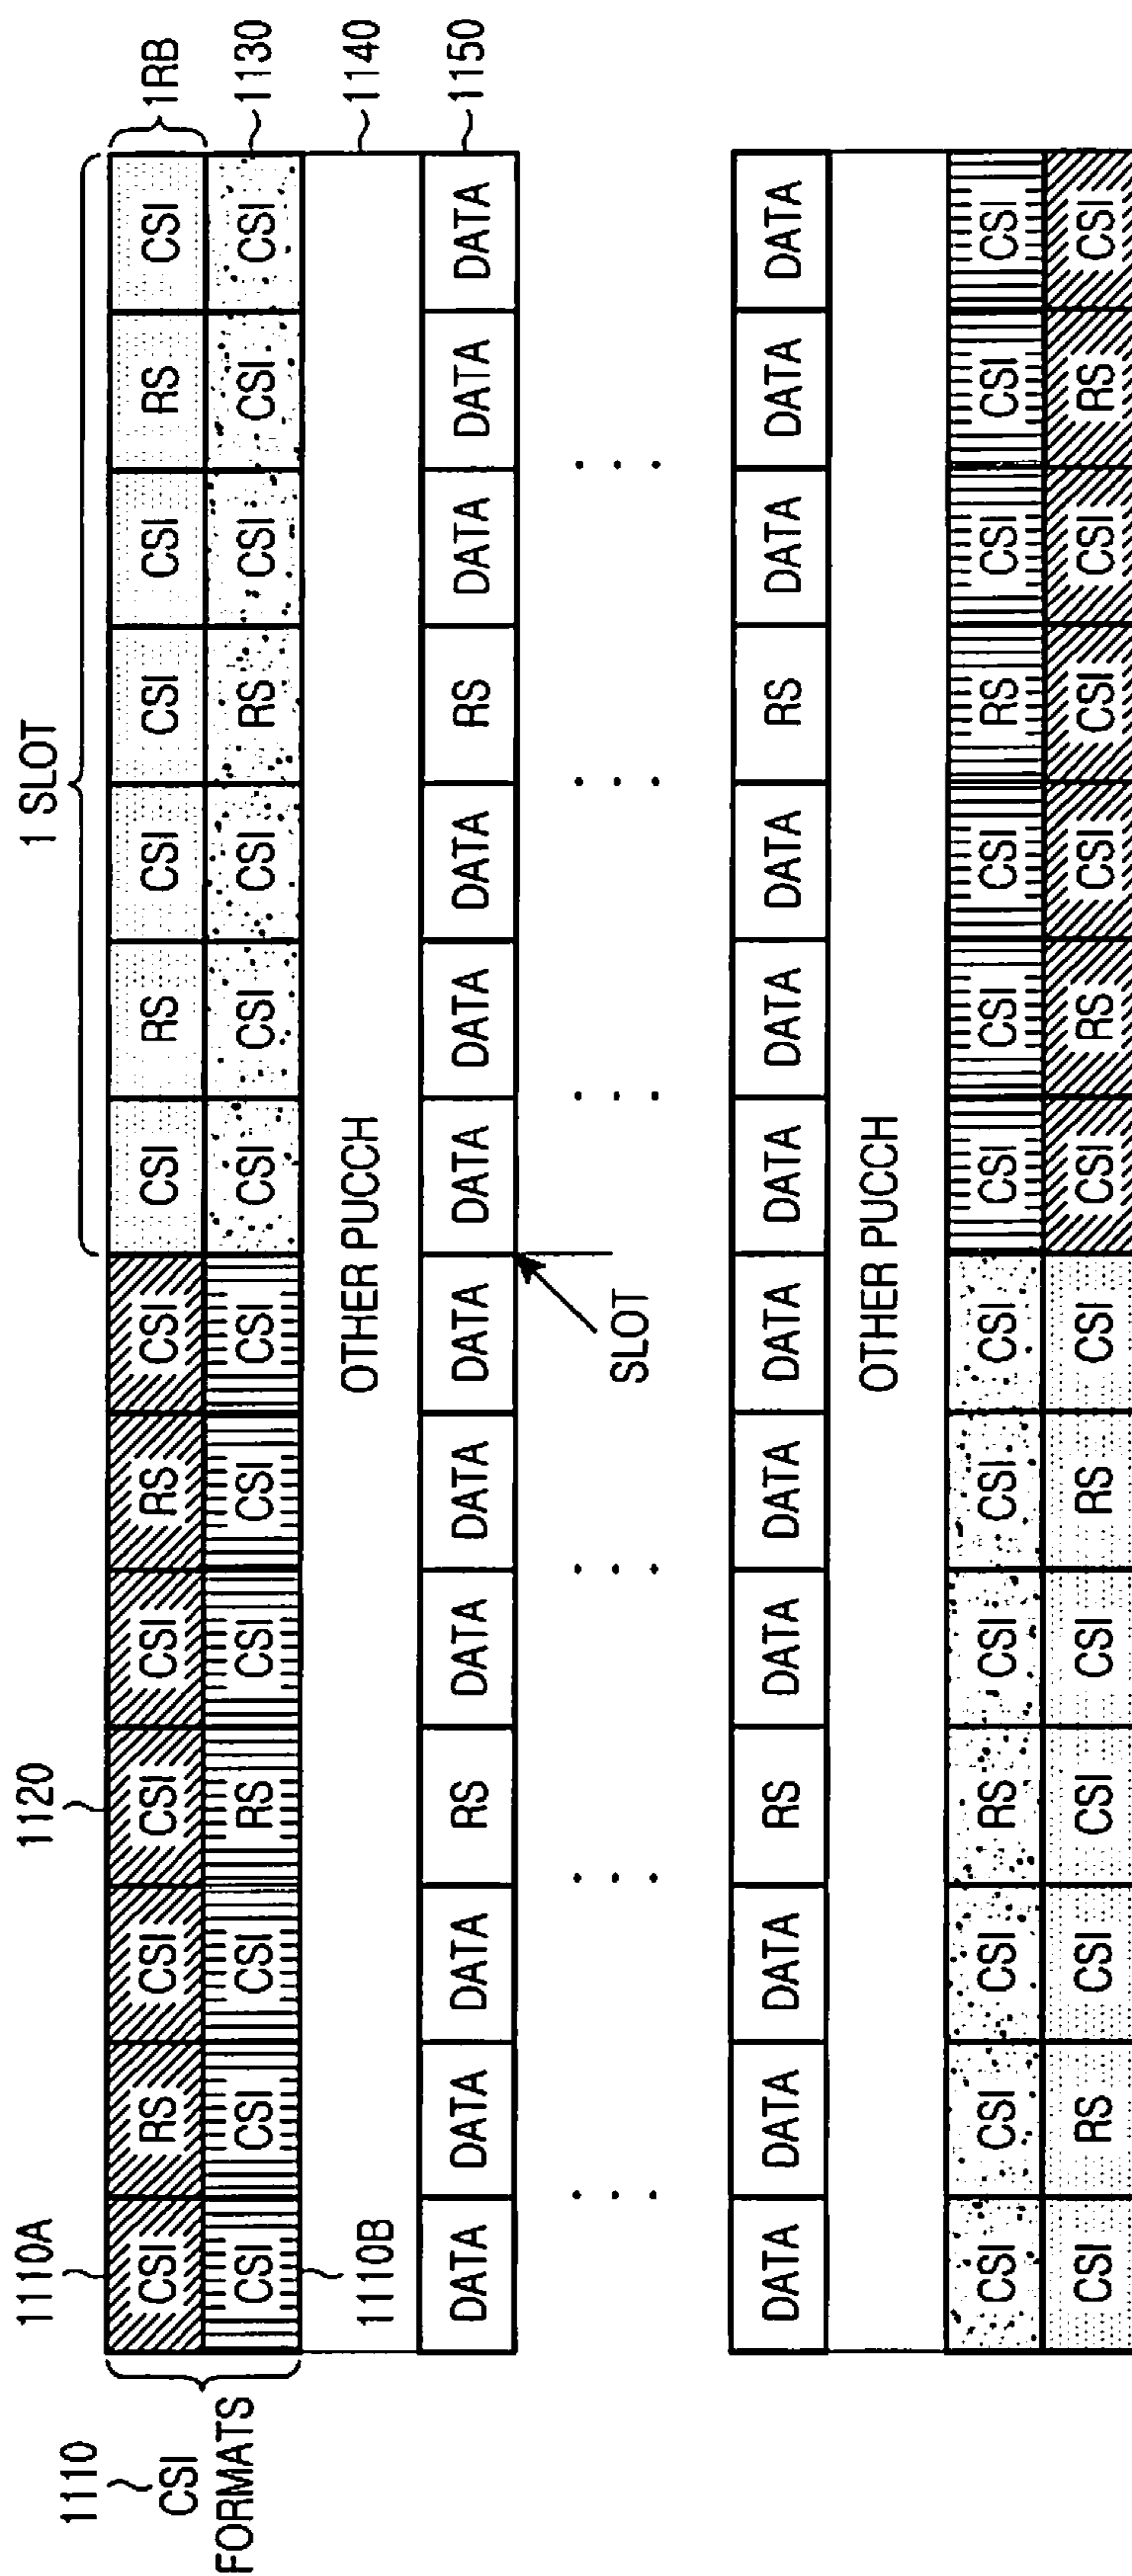 1110A 1120 1 SLOT
1110
CSI
FORMATS
CSI RS CSI CSI CSI RS CSI CSI RS CSI CSI CSI RS CSI 1RB
CSI CSI CSI RS CSI CSI CSI CSI CSI CSI RS CSI CSI CSI 1130
1110B OTHER PUCCH 1140
DATA DATA DATA RS DATA DATA DATA DATA DATA DATA RS DATA DATA DATA 1150
SLOT
DATA DATA DATA RS DATA DATA DATA DATA DATA DATA RS DATA DATA DATA
OTHER PUCCH
CSI CSI CSI RS CSI CSI CSI CSI CSI CSI RS CSI CSI CSI
CSI RS CSI CSI CSI RS CSI CSI RS CSI CSI CSI RS CSI